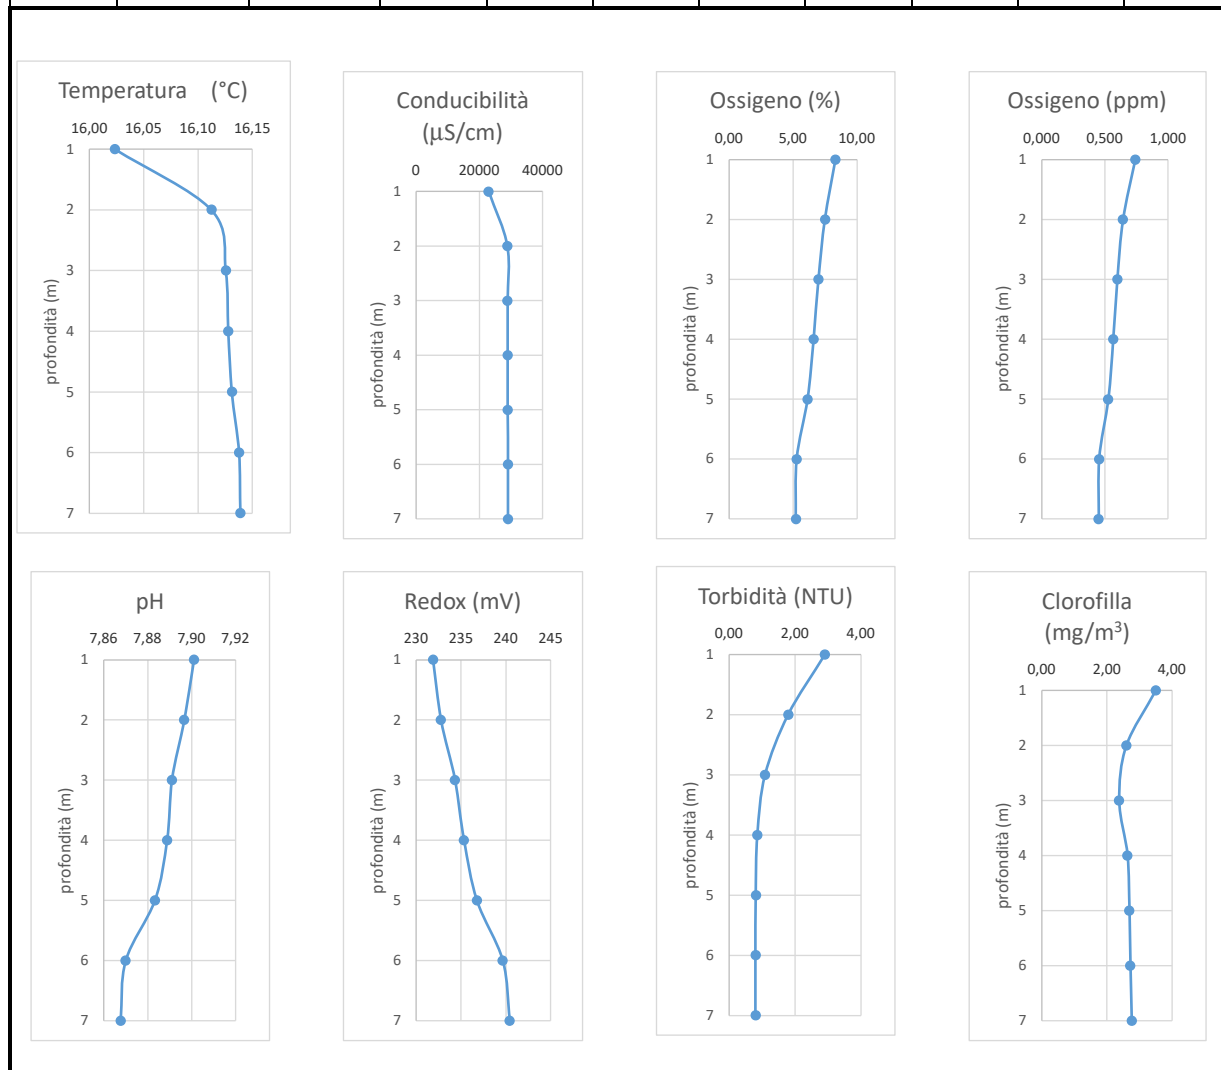 Temperatura (°C)
16,00 16,05 16,10 16,15
1
2
3
4
5
6
7
profondità (m)
Conducibilità
(μS/cm)
0 20000 40000
1
2
3
4
5
6
7
profondità (m)
Ossigeno (%)
0,00 5,00 10,00
1
2
3
4
5
6
7
profondità (m)
Ossigeno (ppm)
0,000 0,500 1,000
1
2
3
4
5
6
7
profondità (m)
pH
7,86 7,88 7,90 7,92
1
2
3
4
5
6
7
profondità (m)
Redox (mV)
230 235 240 245
1
2
3
4
5
6
7
profondità (m)
Torbidità (NTU)
0,00 2,00 4,00
1
2
3
4
5
6
7
profondità (m)
Clorofilla
(mg/m³)
0,00 2,00 4,00
1
2
3
4
5
6
7
profondità (m)